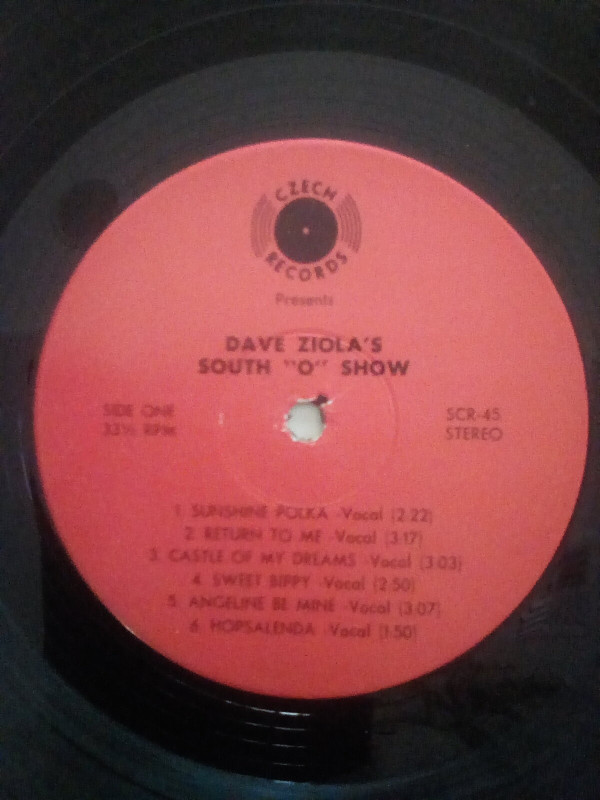 CZECH
RECORDS
Presents
DAVE ZIOLA'S
SOUTH "O" SHOW
SIDE ONE
33⅓ RPM
SCR-45
STEREO
1. SUNSHINE POLKA -Vocal (2:22)
2. RETURN TO ME -Vocal (3:17)
3. CASTLE OF MY DREAMS -Vocal (3:03)
4. SWEET BIPPY -Vocal (2:50)
5. ANGELINE BE MINE -Vocal (3:07)
6. HOPSALENDA -Vocal (1:50)